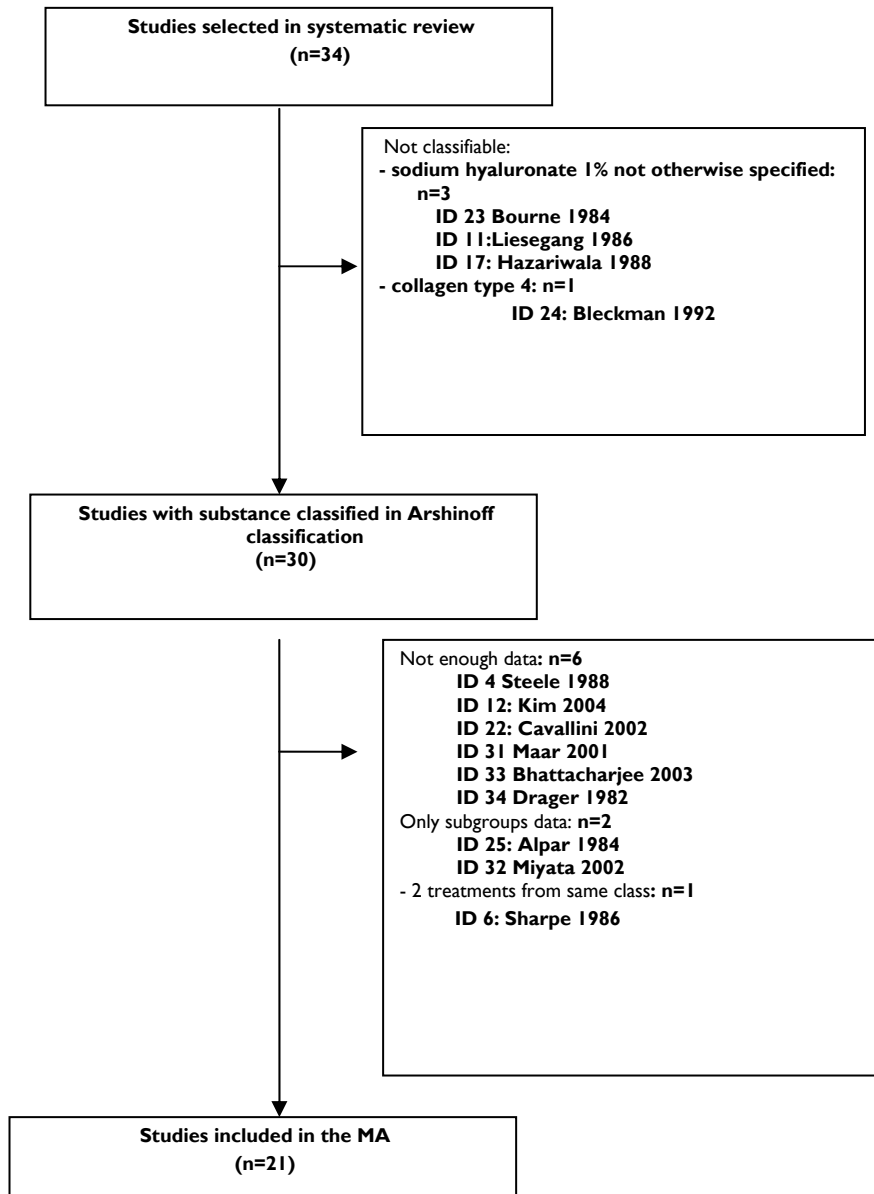 Studies selected in systematic review
(n=34)
Not classifiable:
- sodium hyaluronate 1% not otherwise specified:
n=3
ID 23 Bourne 1984
ID 11:Liesegang 1986
ID 17: Hazariwala 1988
- collagen type 4: n=1
ID 24: Bleckman 1992
Studies with substance classified in Arshinoff
classification
(n=30)
Not enough data: n=6
ID 4 Steele 1988
ID 12: Kim 2004
ID 22: Cavallini 2002
ID 31 Maar 2001
ID 33 Bhattacharjee 2003
ID 34 Drager 1982
Only subgroups data: n=2
ID 25: Alpar 1984
ID 32 Miyata 2002
- 2 treatments from same class: n=1
ID 6: Sharpe 1986
Studies included in the MA
(n=21)